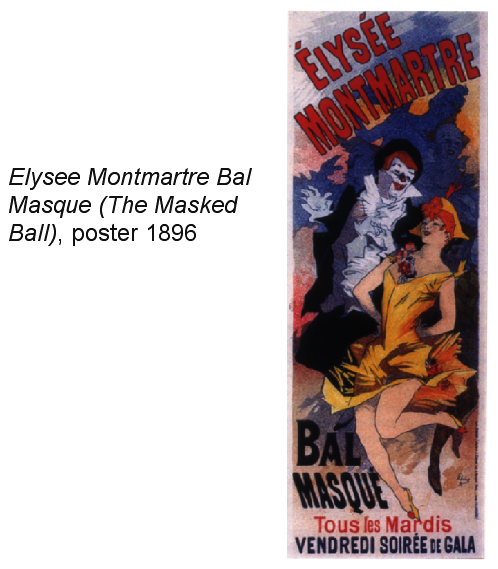 Elysee Montmartre Bal
Masque (The Masked
Ball), poster 1896
ÉLYSÉE
MONTMARTRE
BAL
MASQUE
Tous les Mardis
VENDREDI SOIRÉE DE GALA